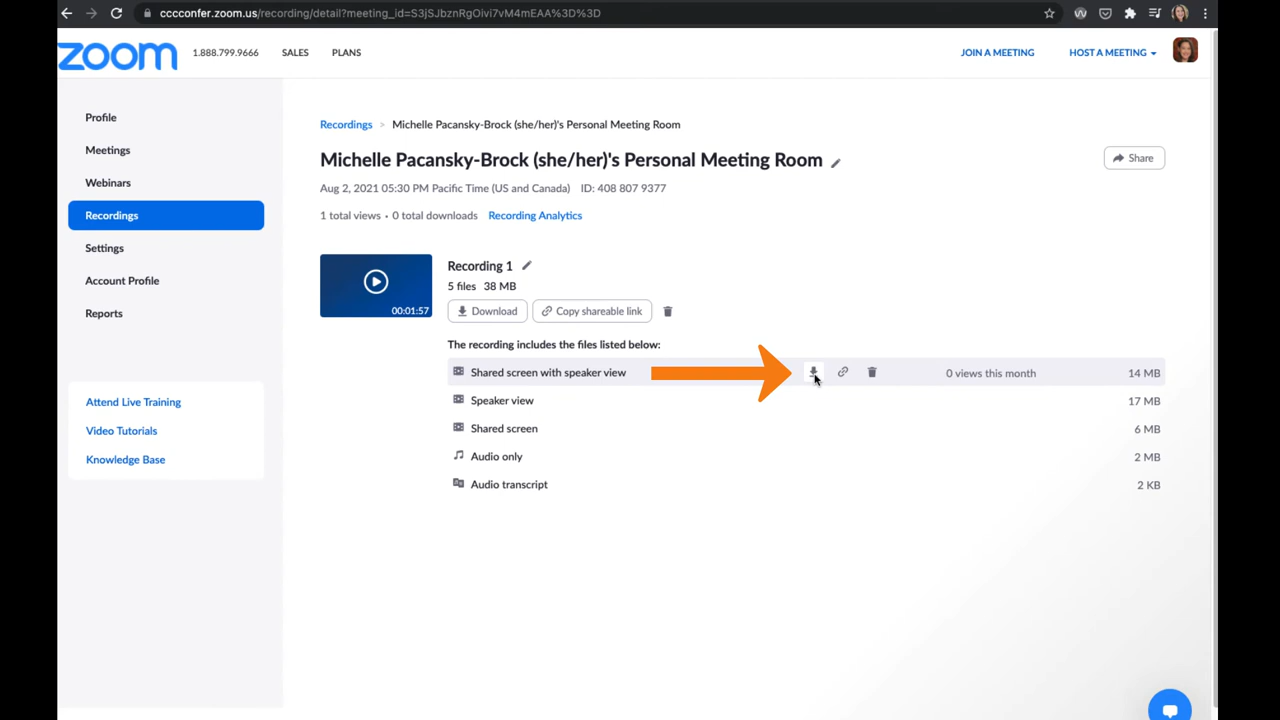 cccconfer.zoom.us/recording/detail?meeting_id=S3jSJbznRgOivi7vM4mEAA%3D%3D
zoom 1.888.799.9666 SALES PLANS JOIN A MEETING HOST A MEETING
Profile
Meetings
Webinars
Recordings
Settings
Account Profile
Reports
Attend Live Training
Video Tutorials
Knowledge Base
Recordings > Michelle Pacansky-Brock (she/her)'s Personal Meeting Room
Michelle Pacansky-Brock (she/her)'s Personal Meeting Room
Share
Aug 2, 2021 05:30 PM Pacific Time (US and Canada) ID: 408 807 9377
1 total views • 0 total downloads Recording Analytics
00:01:57
Recording 1
5 files 38 MB
Download Copy shareable link
The recording includes the files listed below:
Shared screen with speaker view 0 views this month 14 MB
Speaker view 17 MB
Shared screen 6 MB
Audio only 2 MB
Audio transcript 2 KB